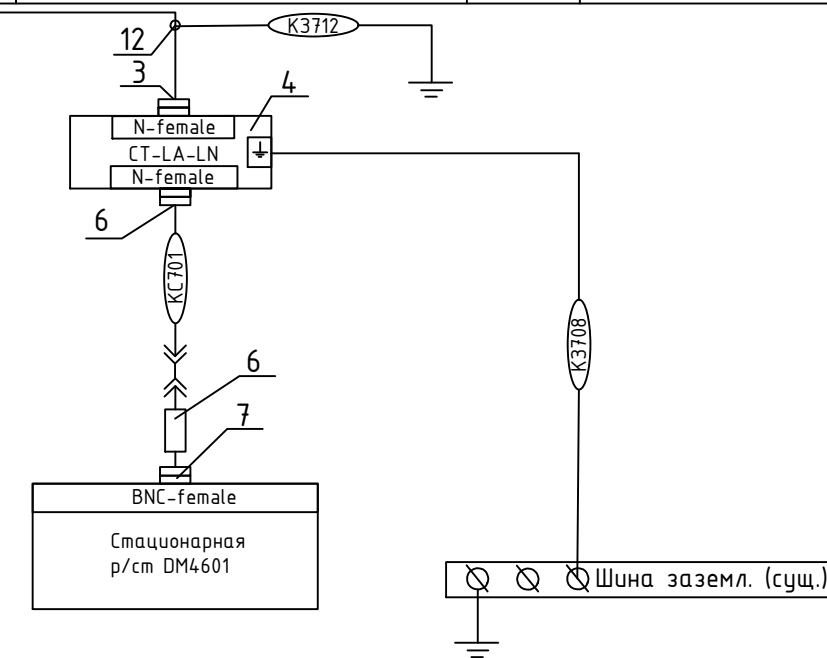 12
К3712
3
4
N-female
CT-LA-LN
N-female
6
КС701
К3708
6
7
BNC-female
Стационарная
р/ст DM4601
Шина заземл. (сущ.)